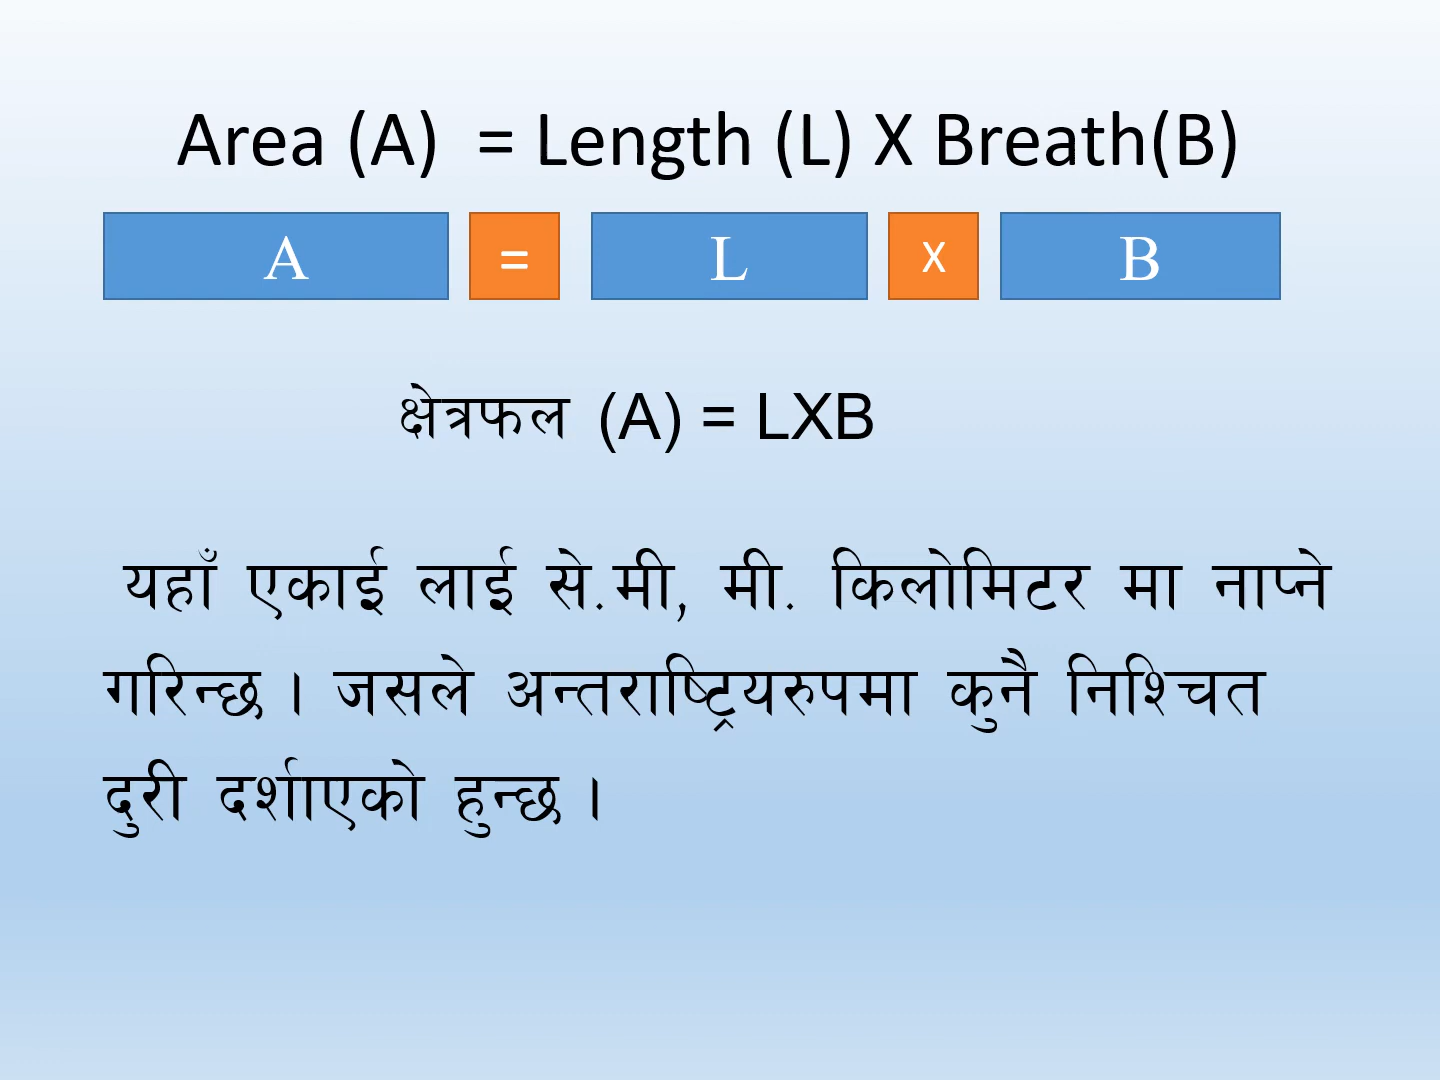 Area (A) = Length (L) X Breath(B)
A = L X B
क्षेत्रफल (A) = LXB
यहाँ एकाई लाई से.मी, मी. किलोमिटर मा नाप्ने
गरिन्छ । जसले अन्तराष्ट्रियरुपमा कुनै निश्चित
दुरी दर्शाएको हुन्छ ।